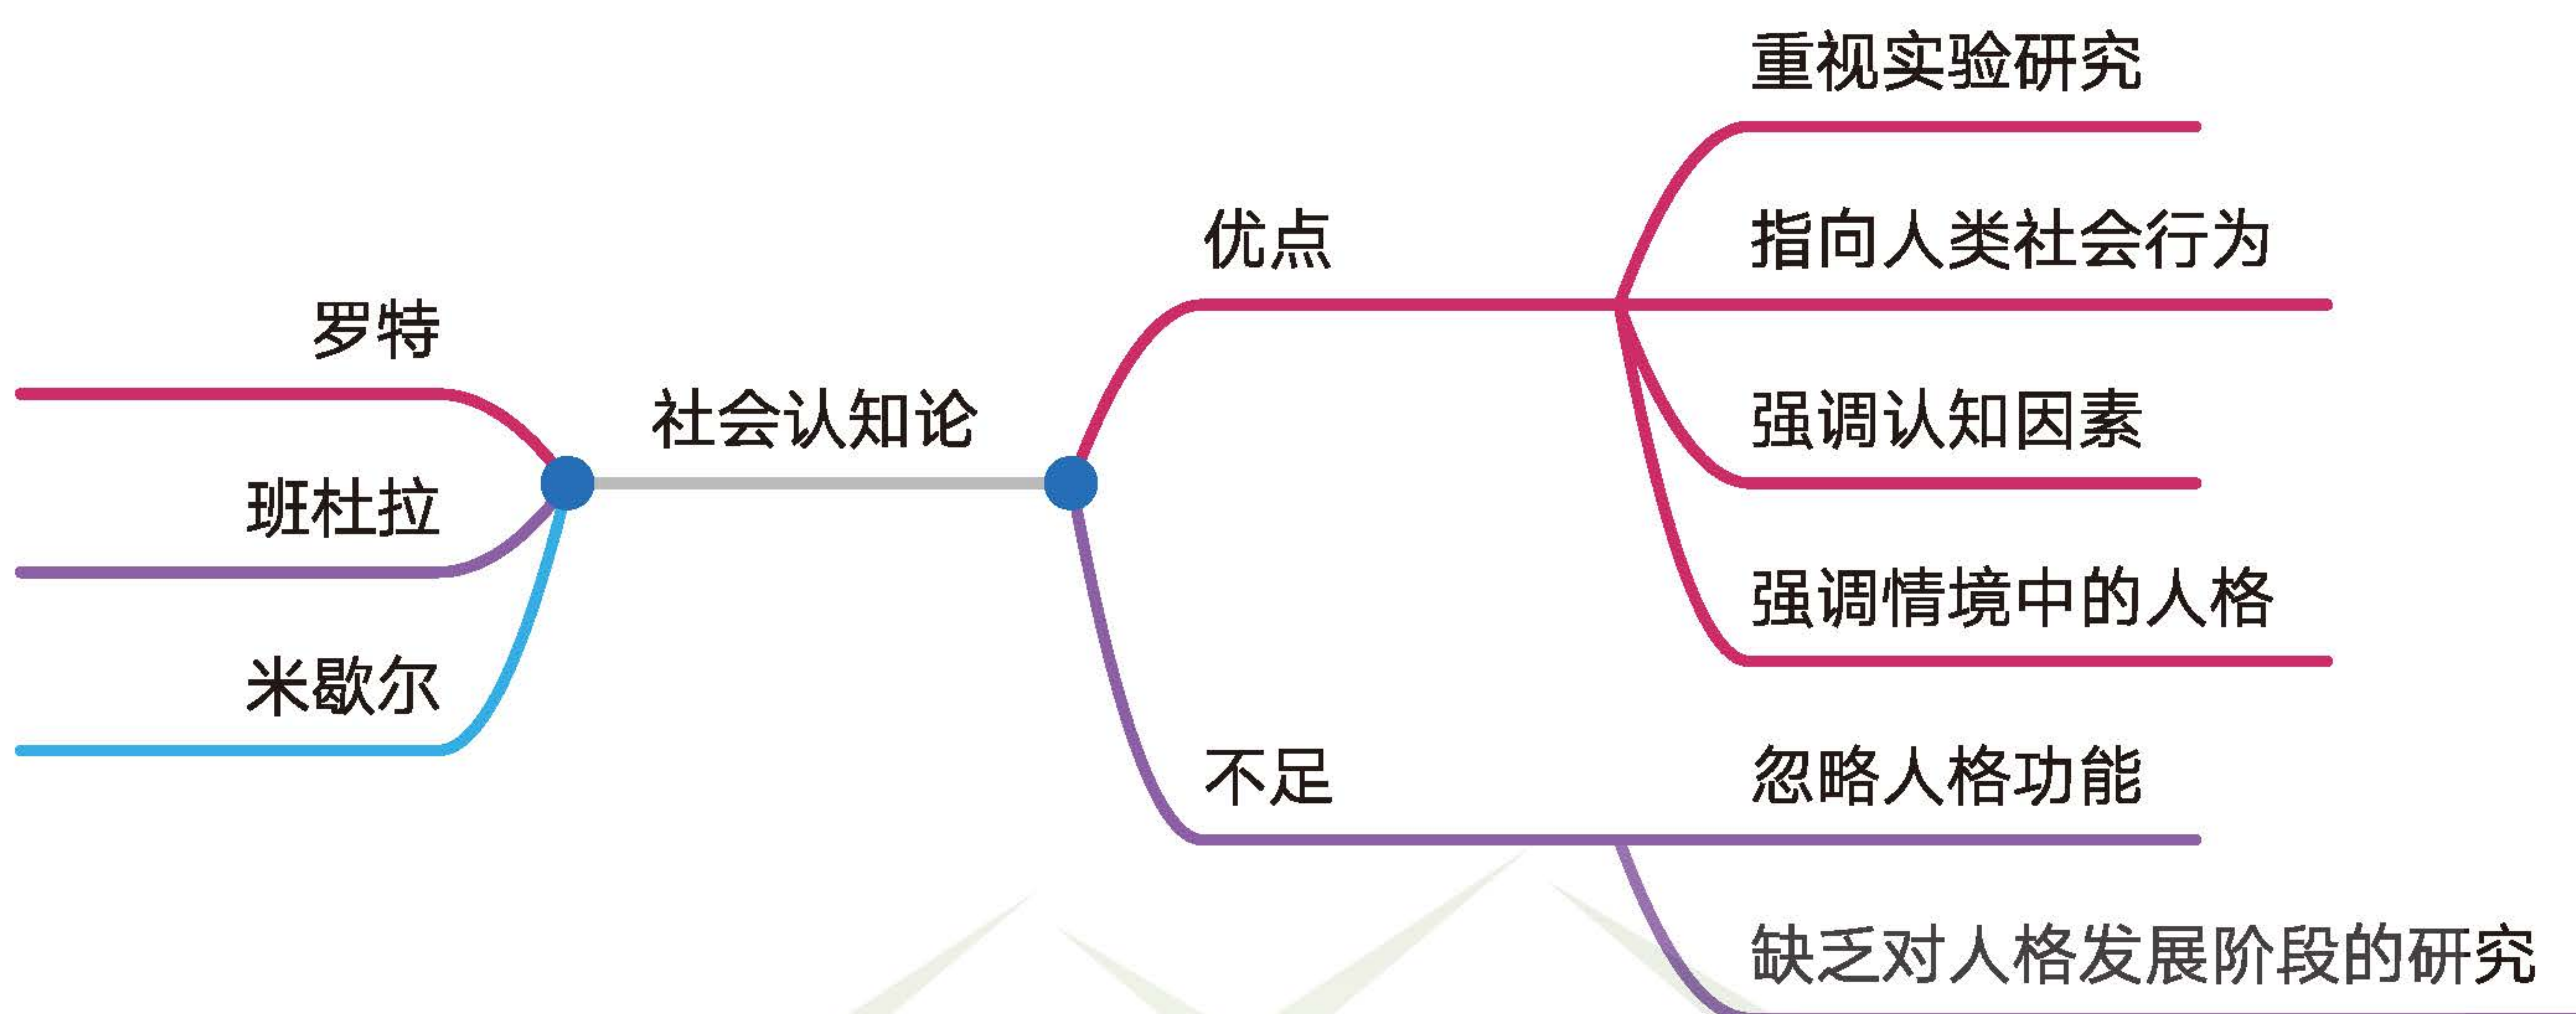 罗特
班杜拉
米歇尔
社会认知论
优点
重视实验研究
指向人类社会行为
强调认知因素
强调情境中的人格
不足
忽略人格功能
缺乏对人格发展阶段的研究